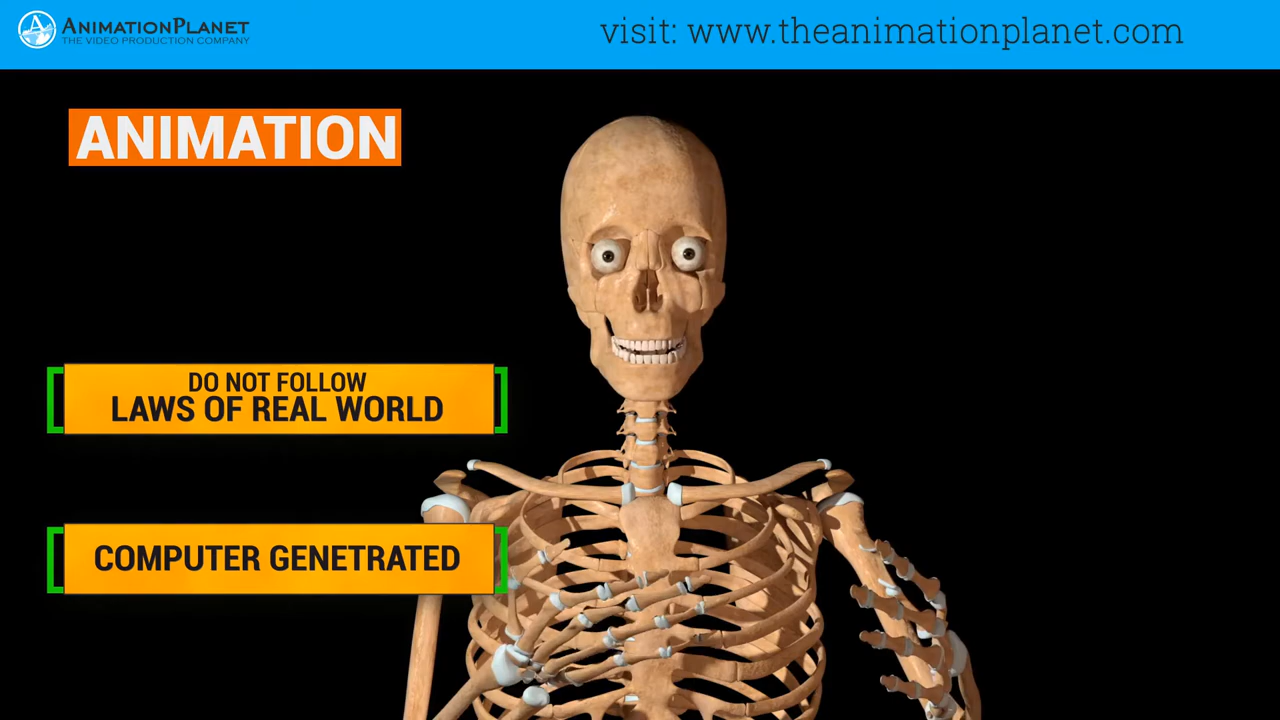 ANIMATIONPLANET
THE VIDEO PRODUCTION COMPANY
visit: www.theanimationplanet.com
ANIMATION
DO NOT FOLLOW
LAWS OF REAL WORLD
COMPUTER GENETRATED